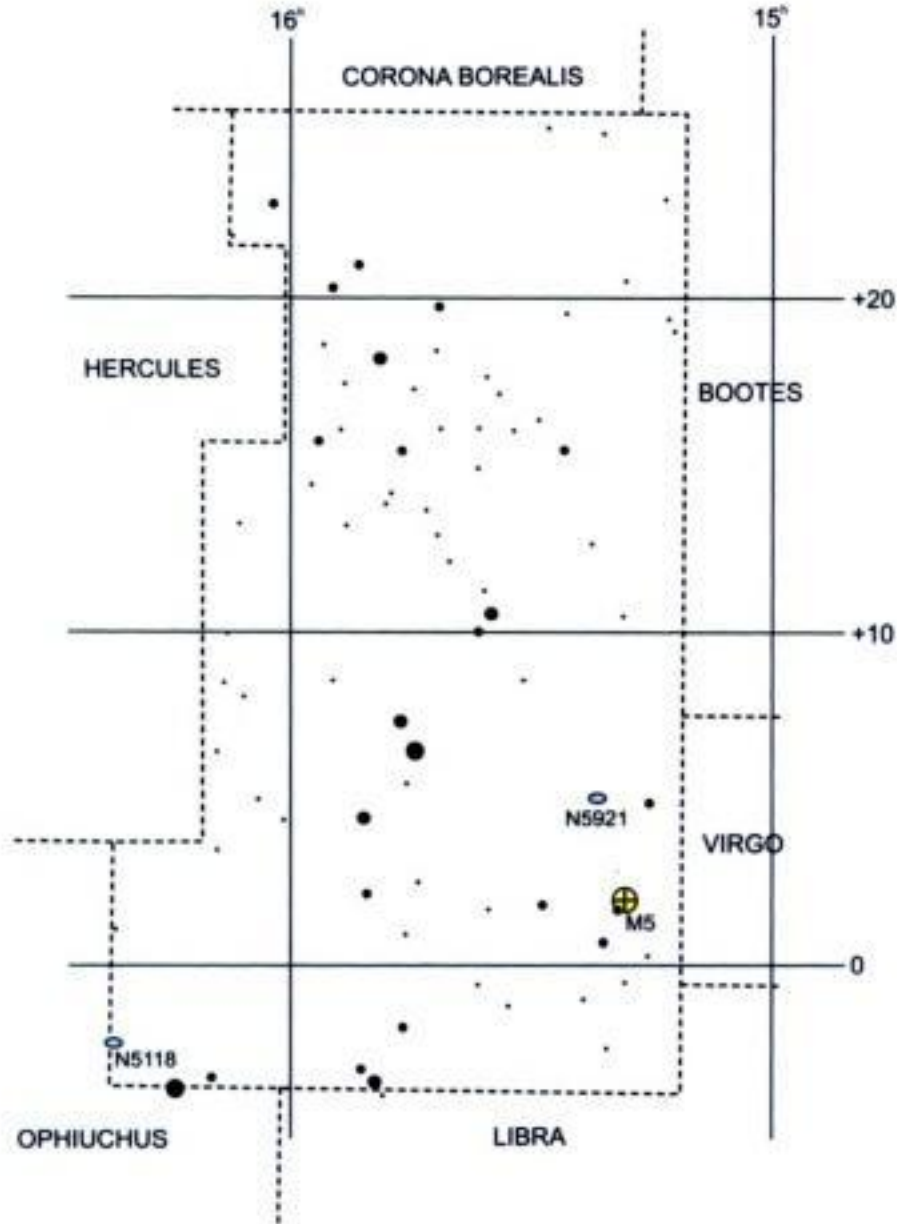 16h 15h
CORONA BOREALIS
+20
HERCULES
BOOTES
+10
N5921
VIRGO
M5
0
N5118
OPHIUCHUS
LIBRA